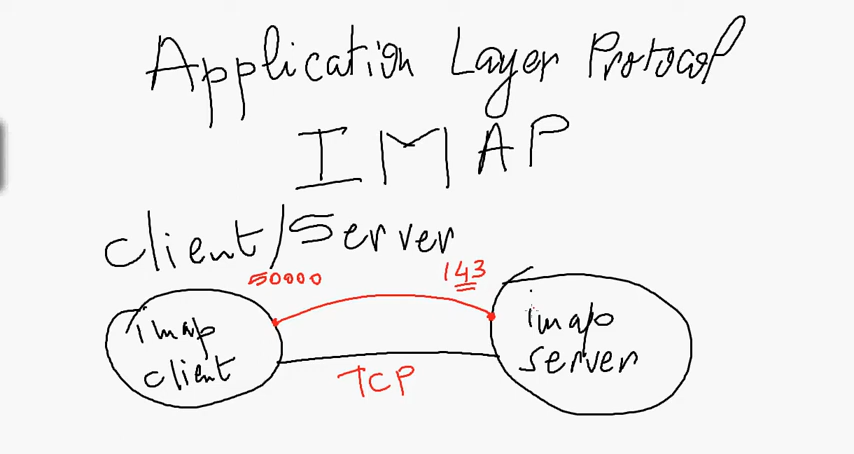 Application Layer Protocol
IMAP
client/Server
50000
143
imap
client
imap
server
TCP